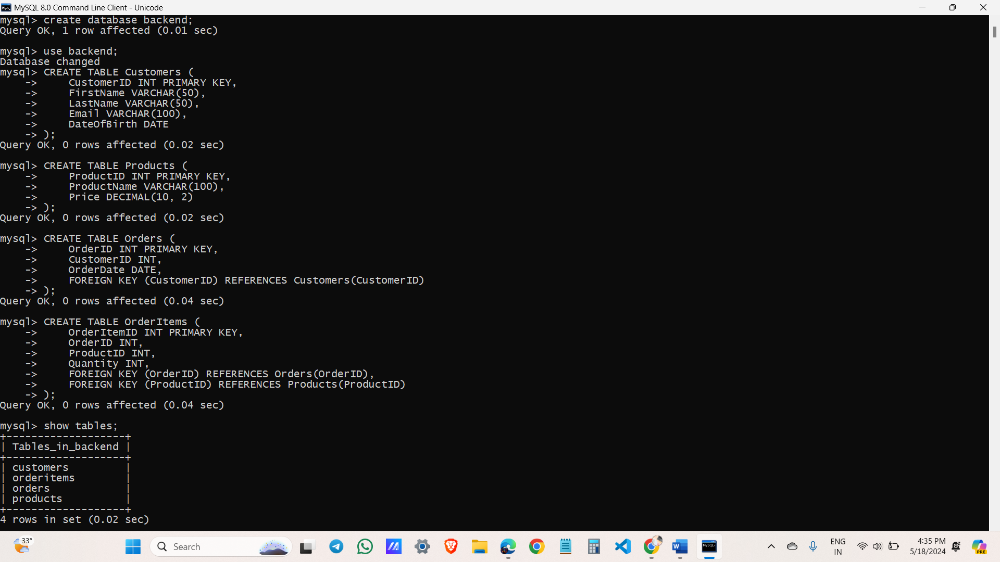 MySQL 8.0 Command Line Client - Unicode
mysql> create database backend;
Query OK, 1 row affected (0.01 sec)
mysql> use backend;
Database changed
mysql> CREATE TABLE Customers (
    ->     CustomerID INT PRIMARY KEY,
    ->     FirstName VARCHAR(50),
    ->     LastName VARCHAR(50),
    ->     Email VARCHAR(100),
    ->     DateOfBirth DATE
    -> );
Query OK, 0 rows affected (0.02 sec)
mysql> CREATE TABLE Products (
    ->     ProductID INT PRIMARY KEY,
    ->     ProductName VARCHAR(100),
    ->     Price DECIMAL(10, 2)
    -> );
Query OK, 0 rows affected (0.02 sec)
mysql> CREATE TABLE Orders (
    ->     OrderID INT PRIMARY KEY,
    ->     CustomerID INT,
    ->     OrderDate DATE,
    ->     FOREIGN KEY (CustomerID) REFERENCES Customers(CustomerID)
    -> );
Query OK, 0 rows affected (0.04 sec)
mysql> CREATE TABLE OrderItems (
    ->     OrderItemID INT PRIMARY KEY,
    ->     OrderID INT,
    ->     ProductID INT,
    ->     Quantity INT,
    ->     FOREIGN KEY (OrderID) REFERENCES Orders(OrderID),
    ->     FOREIGN KEY (ProductID) REFERENCES Products(ProductID)
    -> );
Query OK, 0 rows affected (0.04 sec)
mysql> show tables;
+-------------------+
| Tables_in_backend |
+-------------------+
| customers         |
| orderitems        |
| orders            |
| products          |
+-------------------+
4 rows in set (0.02 sec)
33°
Search
MySQL
ENG
IN
4:35 PM
5/18/2024
PRE